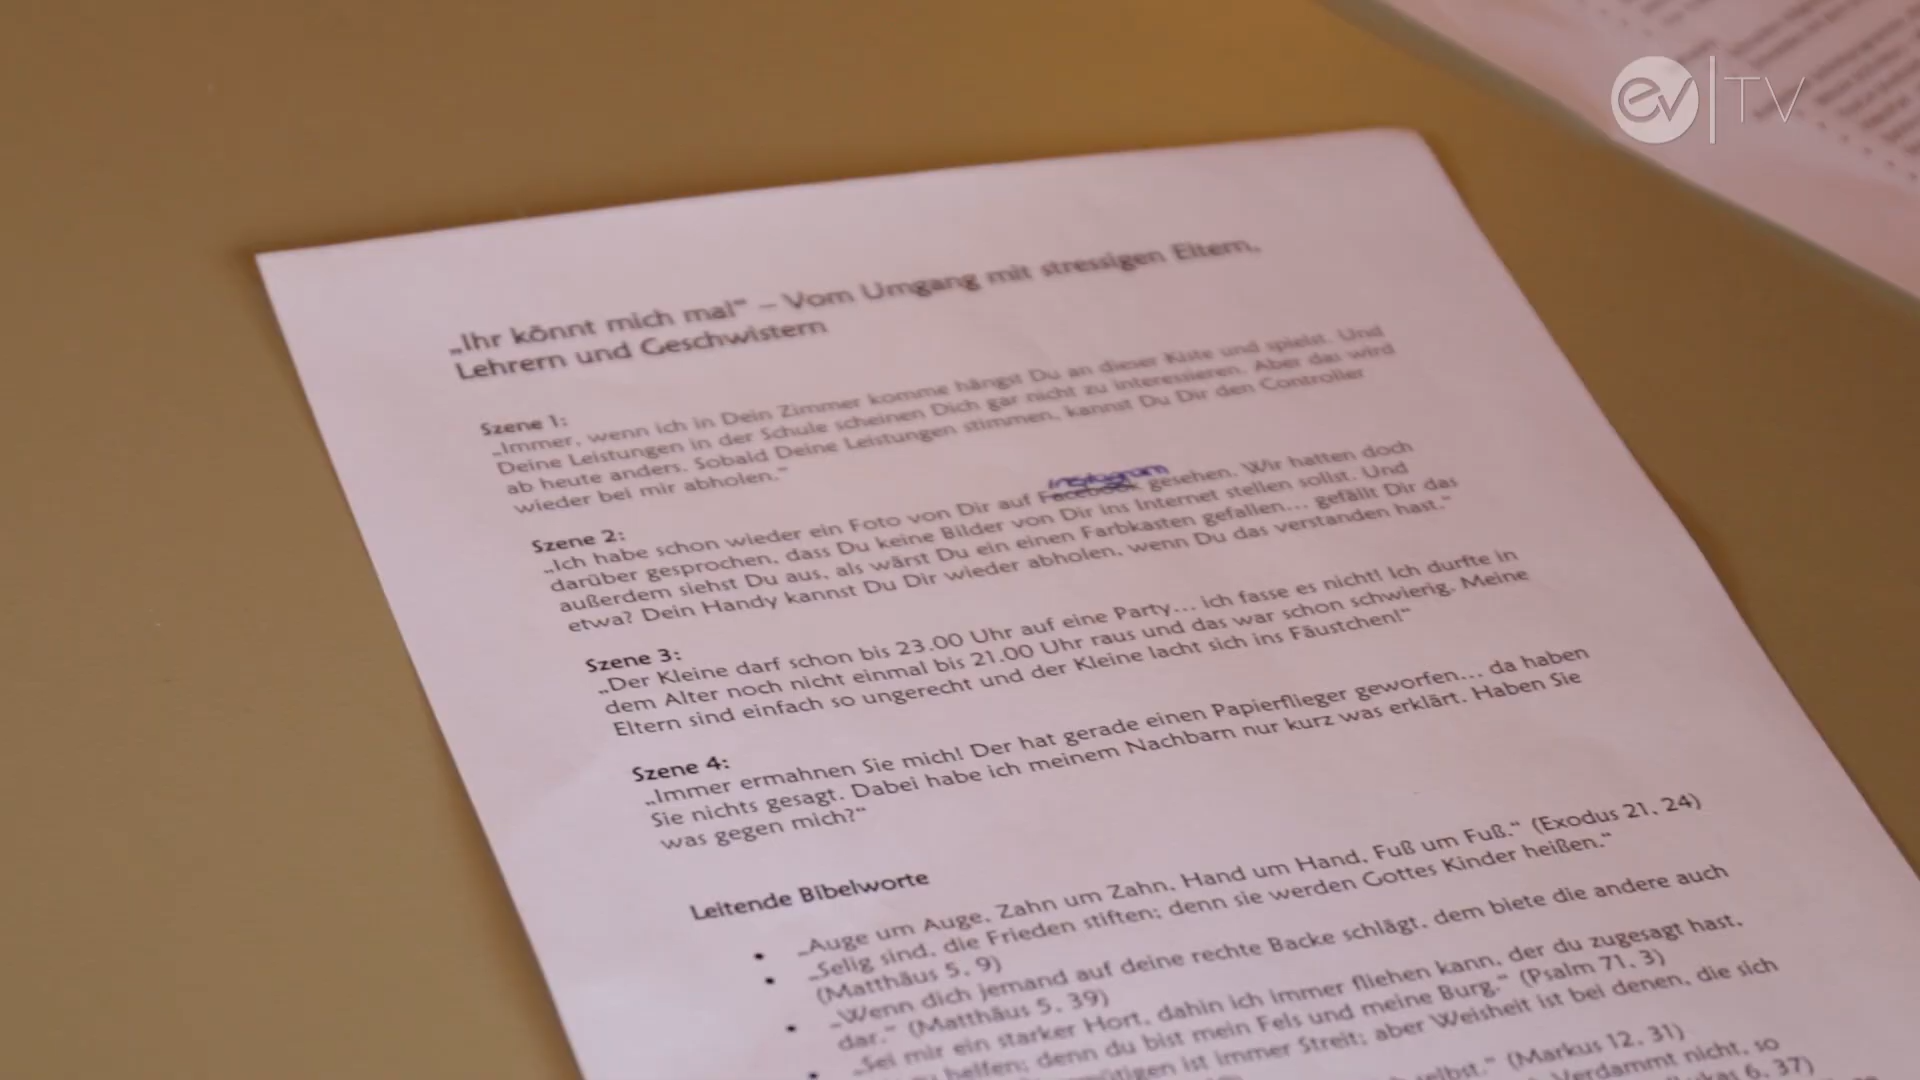 ev|TV
„Ihr könnt mich mal“ – Vom Umgang mit stressigen Eltern,
Lehrern und Geschwistern
Szene 1:
„Immer, wenn ich in Dein Zimmer komme hängst Du an dieser Kiste und spielst. Und
Deine Leistungen in der Schule scheinen Dich gar nicht zu interessieren. Aber das wird
ab heute anders. Sobald Deine Leistungen stimmen, kannst Du Dir den Controller
wieder bei mir abholen.“
Instagram
Szene 2:
„Ich habe schon wieder ein Foto von Dir auf Facebook gesehen. Wir hatten doch
darüber gesprochen, dass Du keine Bilder von Dir ins Internet stellen sollst. Und
außerdem siehst Du aus, als wärst Du ein einen Farbkasten gefallen... gefällt Dir das
etwa? Dein Handy kannst Du Dir wieder abholen, wenn Du das verstanden hast.“
Szene 3:
„Der Kleine darf schon bis 23.00 Uhr auf eine Party... ich fasse es nicht! Ich durfte in
dem Alter noch nicht einmal bis 21.00 Uhr raus und das war schon schwierig. Meine
Eltern sind einfach so ungerecht und der Kleine lacht sich ins Fäustchen!“
Szene 4:
„Immer ermahnen Sie mich! Der hat gerade einen Papierflieger geworfen... da haben
Sie nichts gesagt. Dabei habe ich meinem Nachbarn nur kurz was erklärt. Haben Sie
was gegen mich?“
Leitende Bibelworte
• „Auge um Auge, Zahn um Zahn, Hand um Hand, Fuß um Fuß.“ (Exodus 21, 24)
• „Selig sind, die Frieden stiften; denn sie werden Gottes Kinder heißen.“
(Matthäus 5, 9)
• „Wenn dich jemand auf deine rechte Backe schlägt, dem biete die andere auch
dar.“ (Matthäus 5, 39)
• „Sei mir ein starker Hort, dahin ich immer fliehen kann, der du zugesagt hast,
helfen; denn du bist mein Fels und meine Burg.“ (Psalm 71, 3)
ist immer Streit; aber Weisheit ist bei denen, die sich
(Markus 12, 31)
Verdammt nicht, so
6, 37)